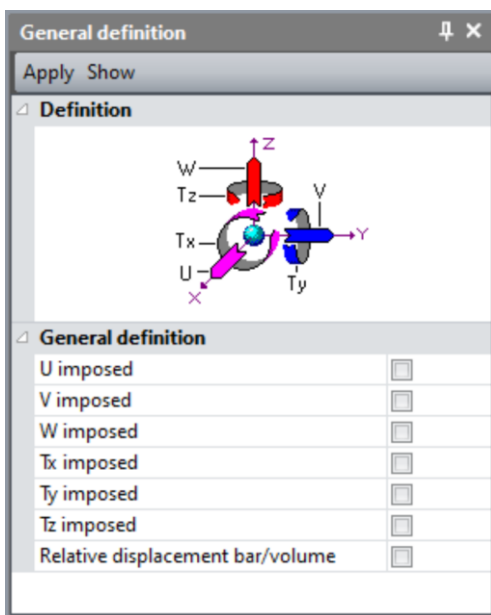 General definition
Apply Show
Definition
Z
W
Tz
V
Tx
Y
U
Ty
X
General definition
U imposed
V imposed
W imposed
Tx imposed
Ty imposed
Tz imposed
Relative displacement bar/volume